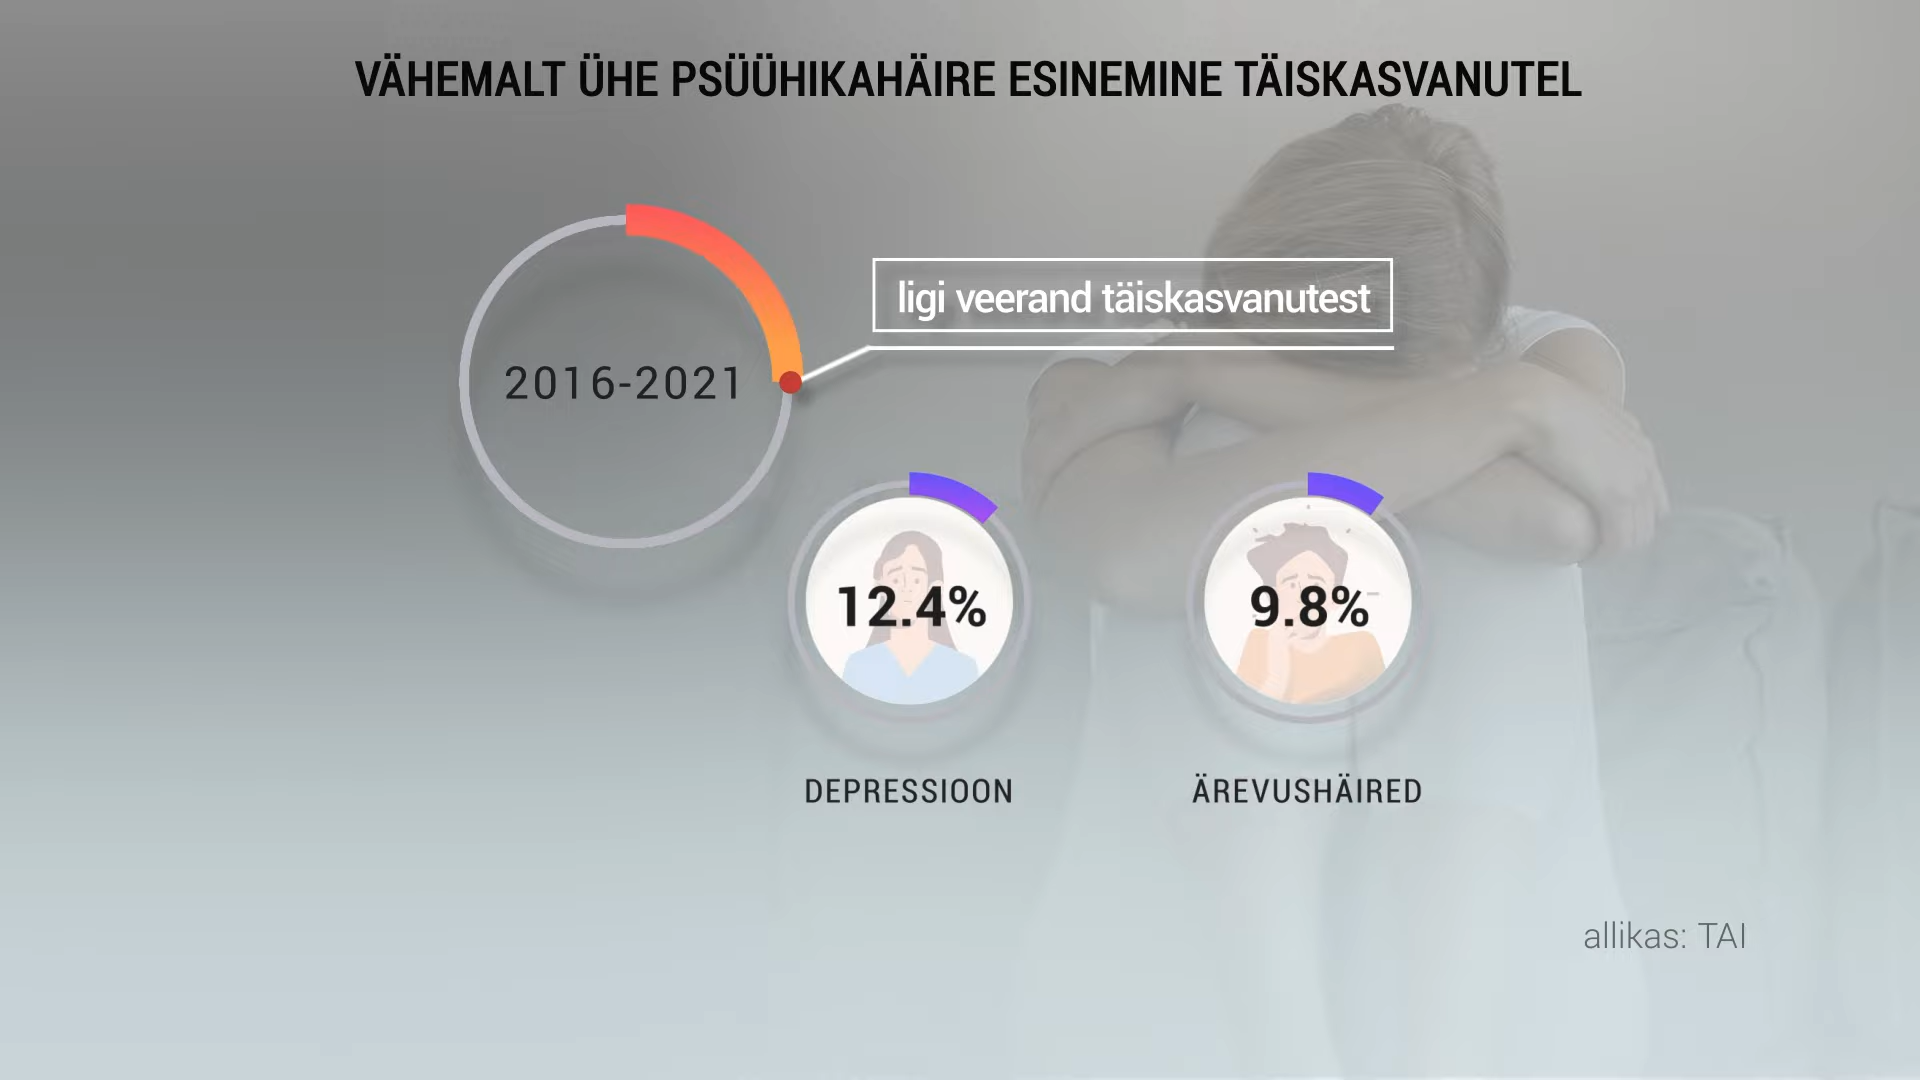 VÄHEMALT ÜHE PSÜÜHIKAHÄIRE ESINEMINE TÄISKASVANUTEL
ligi veerand täiskasvanutest
2016-2021
12.4%
9.8%
DEPRESSIOON
ÄREVUSHÄIRED
allikas: TAI